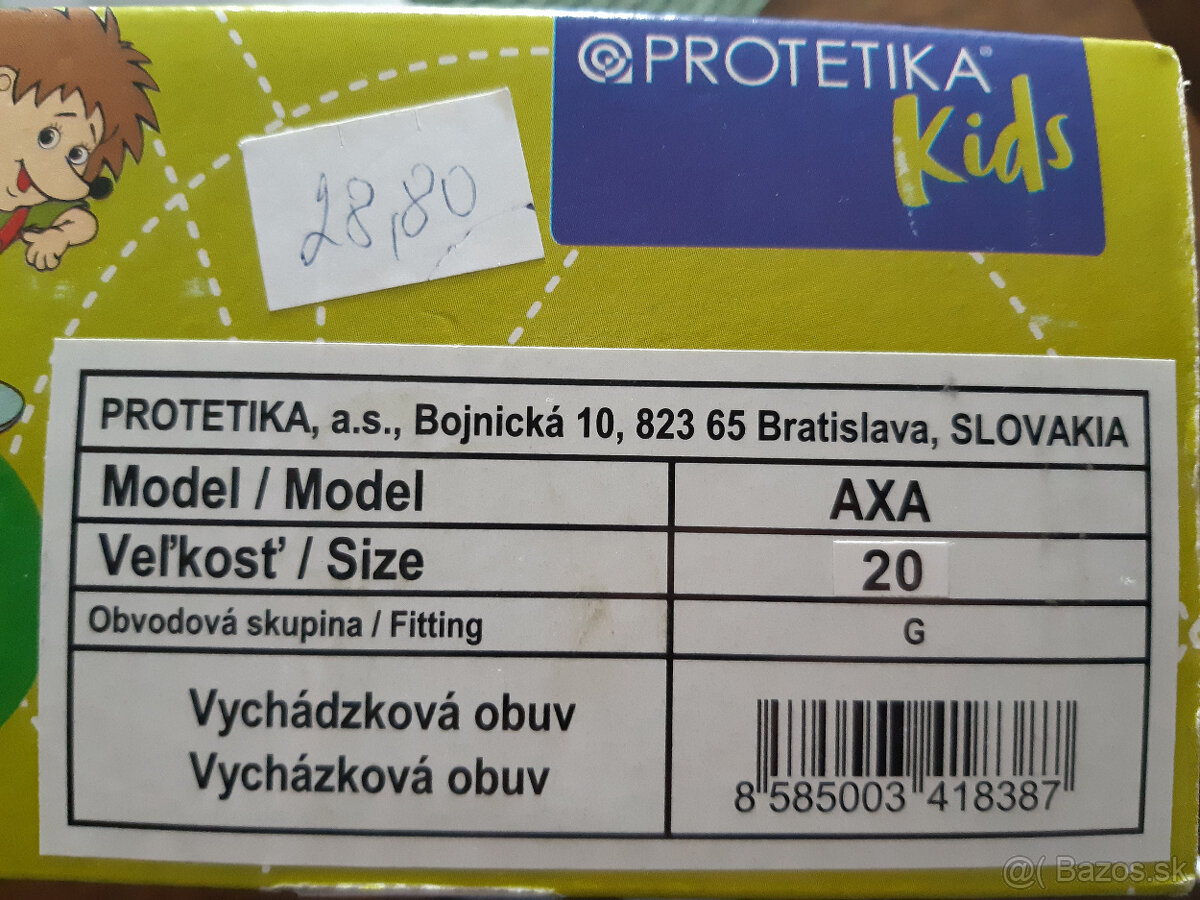 PROTETIKA®
Kids
28,80
PROTETIKA, a.s., Bojnická 10, 823 65 Bratislava, SLOVAKIA
Model / Model AXA
Veľkosť / Size 20
Obvodová skupina / Fitting G
Vychádzková obuv
Vycházková obuv
8 585003 418387
@( Bazos.sk